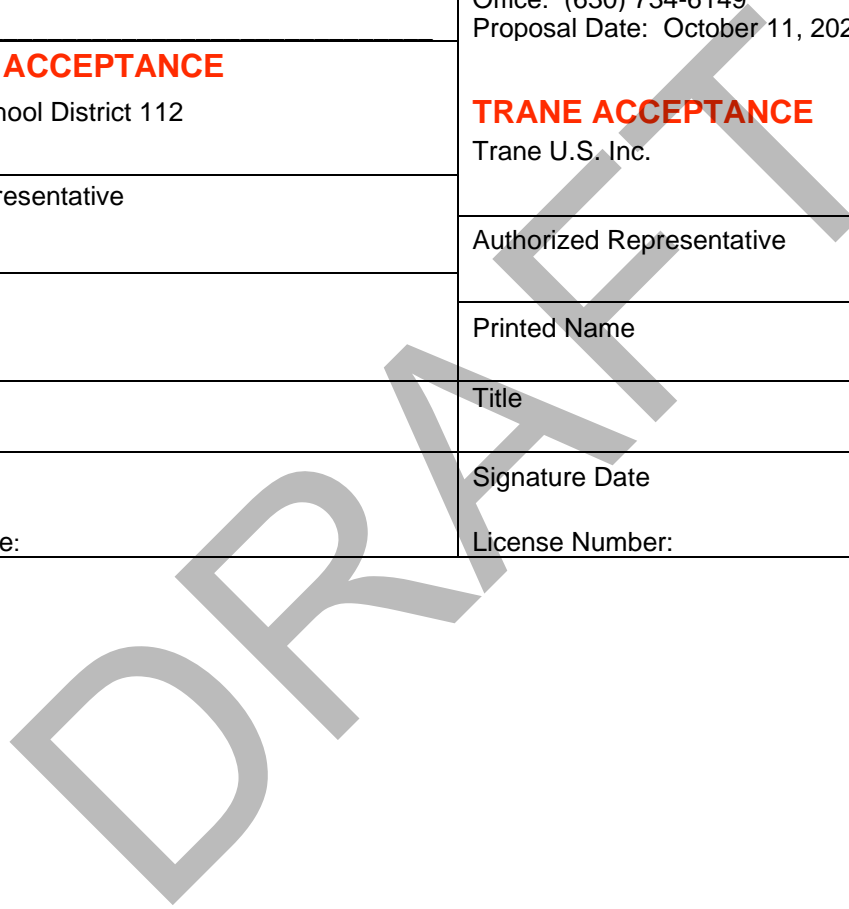 ACCEPTANCE
hool District 112
resentative
e:
Office: (630) 734-6149
Proposal Date: October 11, 202
TRANE ACCEPTANCE
Trane U.S. Inc.
Authorized Representative
Printed Name
Title
Signature Date
License Number:
DRAFT